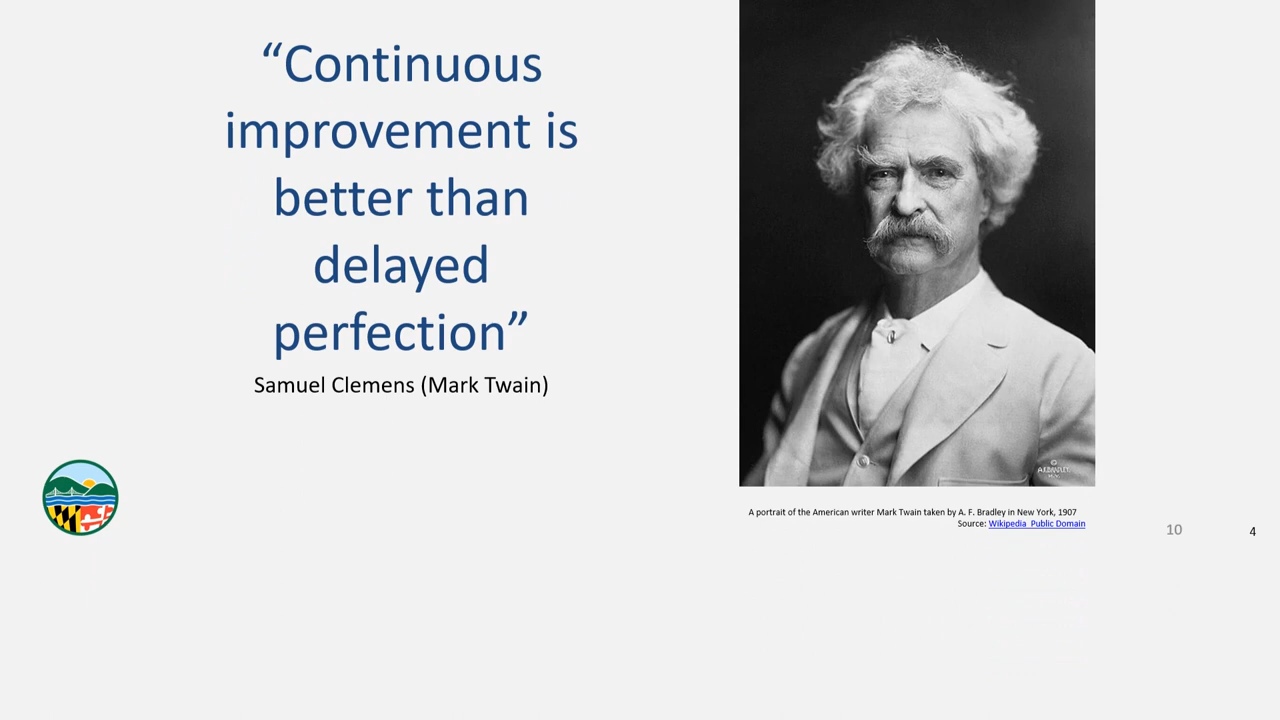 “Continuous
improvement is
better than
delayed
perfection”
Samuel Clemens (Mark Twain)
A portrait of the American writer Mark Twain taken by A. F. Bradley in New York, 1907
Source: Wikipedia Public Domain
10
4